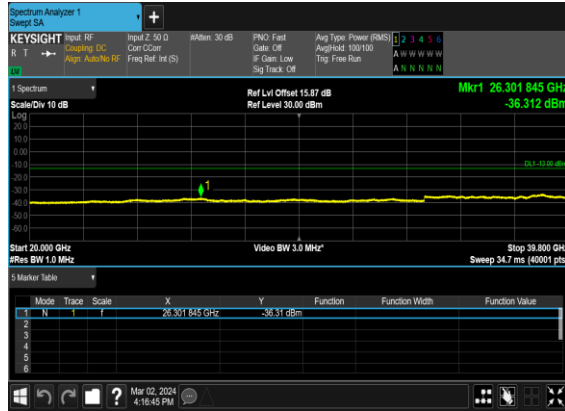 Spectrum Analyzer 1
Swept SA
KEYSIGHT Input: RF Input Z: 50 Ω #Atten: 30 dB PNO: Fast Avg Type: Power (RMS) 1 2 3 4 5 6
R T Coupling: DC Corr CCorr Gate: Off Avg|Hold: 100/100 A W W W W W
Align: Auto/No RF Freq Ref: Int (S) IF Gain: Low Trig: Free Run
Sig Track: Off A N N N N N
1 Spectrum Ref Lvl Offset 15.87 dB Mkr1 26.301 845 GHz
Scale/Div 10 dB Ref Level 30.00 dBm -36.312 dBm
Log
20.0
10.0
0.00
-10.0 DL1 -13.00 dBm
-20.0
-30.0 1
-40.0
-50.0
-60.0
Start 20.000 GHz Video BW 3.0 MHz* Stop 39.800 GHz
#Res BW 1.0 MHz Sweep 34.7 ms (40001 pts)
5 Marker Table
Mode Trace Scale X Y Function Function Width Function Value
1 N 1 f 26.301 845 GHz -36.31 dBm
2
3
4
5
6
? Mar 02, 2024
4:16:45 PM